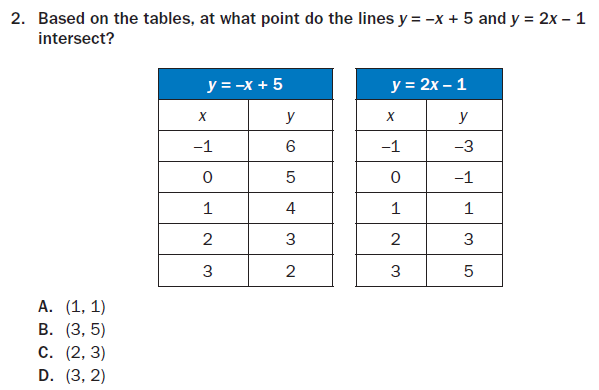 2. Based on the tables, at what point do the lines y = –x + 5 and y = 2x – 1
intersect?
y = –x + 5 y = 2x – 1
x y x y
–1 6 –1 –3
0 5 0 –1
1 4 1 1
2 3 2 3
3 2 3 5
A. (1, 1)
B. (3, 5)
C. (2, 3)
D. (3, 2)